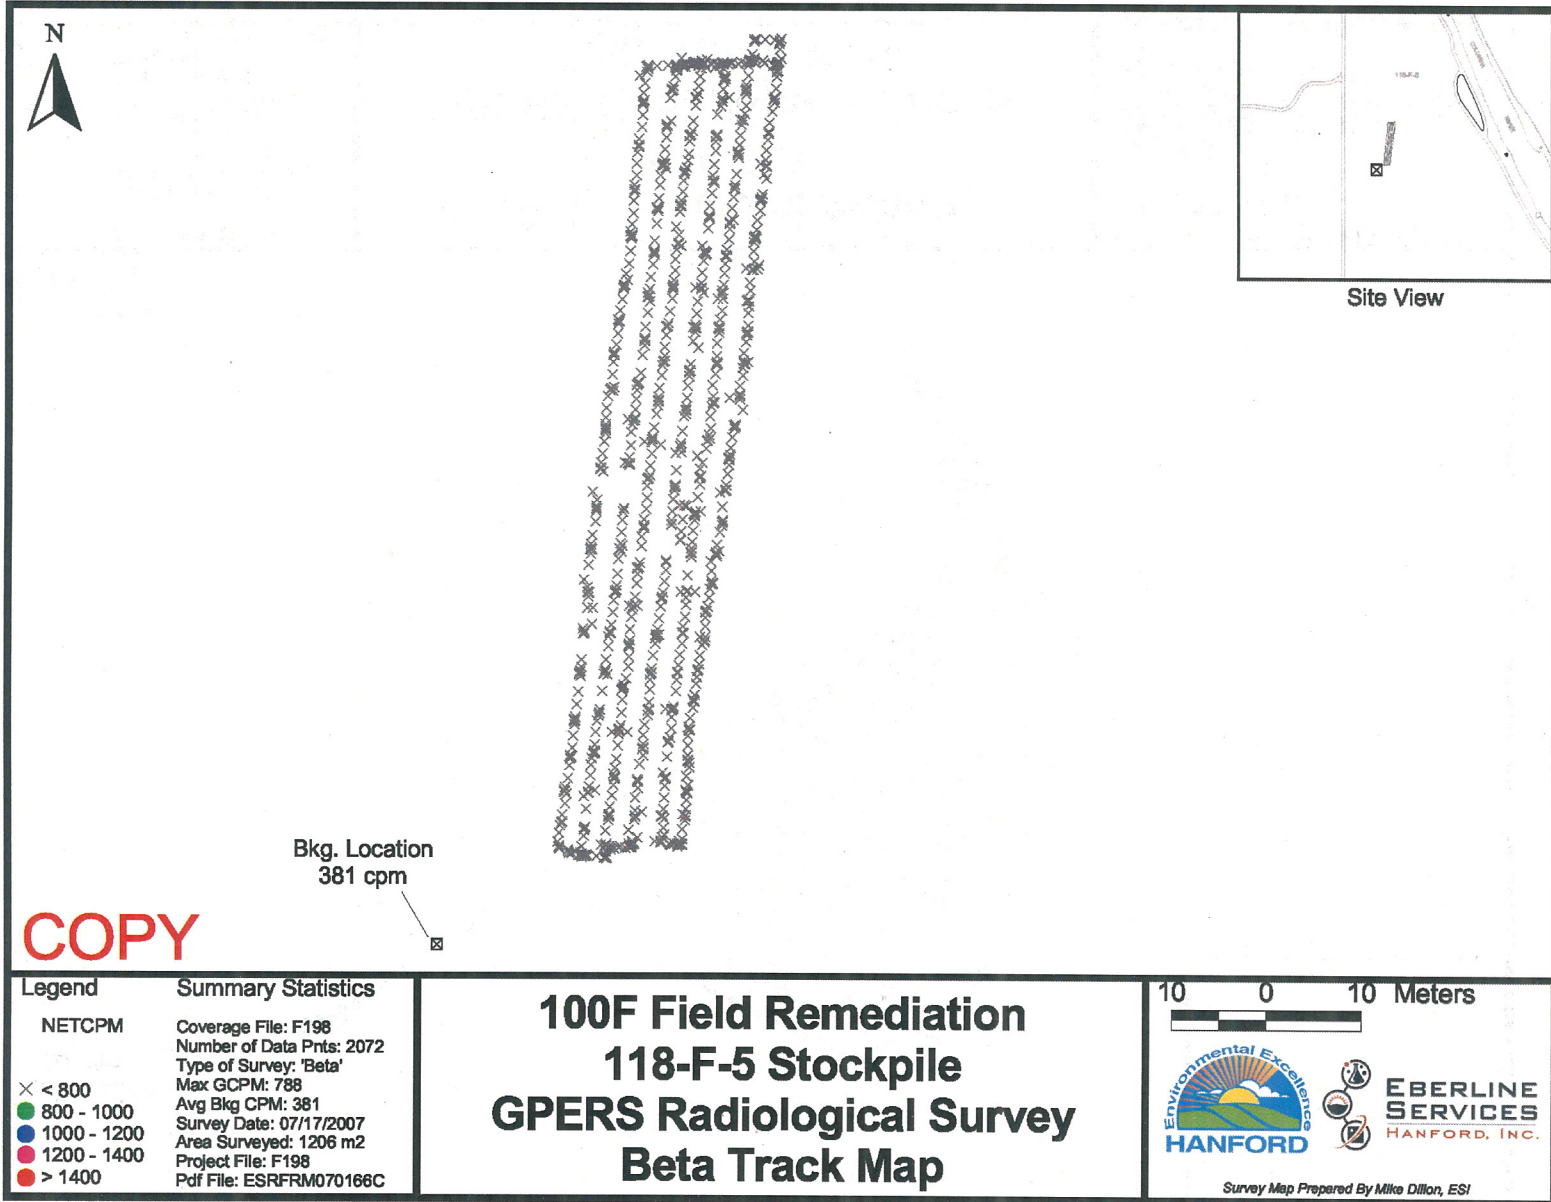 N
118-F-5
Site View
Bkg. Location
381 cpm
COPY
Legend
NETCPM
< 800
800 - 1000
1000 - 1200
1200 - 1400
> 1400
Summary Statistics
Coverage File: F198
Number of Data Pnts: 2072
Type of Survey: 'Beta'
Max GCPM: 788
Avg Bkg CPM: 381
Survey Date: 07/17/2007
Area Surveyed: 1206 m2
Project File: F198
Pdf File: ESRFRM070166C
100F Field Remediation
118-F-5 Stockpile
GPERS Radiological Survey
Beta Track Map
10 0 10 Meters
Environmental Excellence
HANFORD
EBERLINE
SERVICES
HANFORD, INC.
Survey Map Prepared By Mike Dillon, ESI